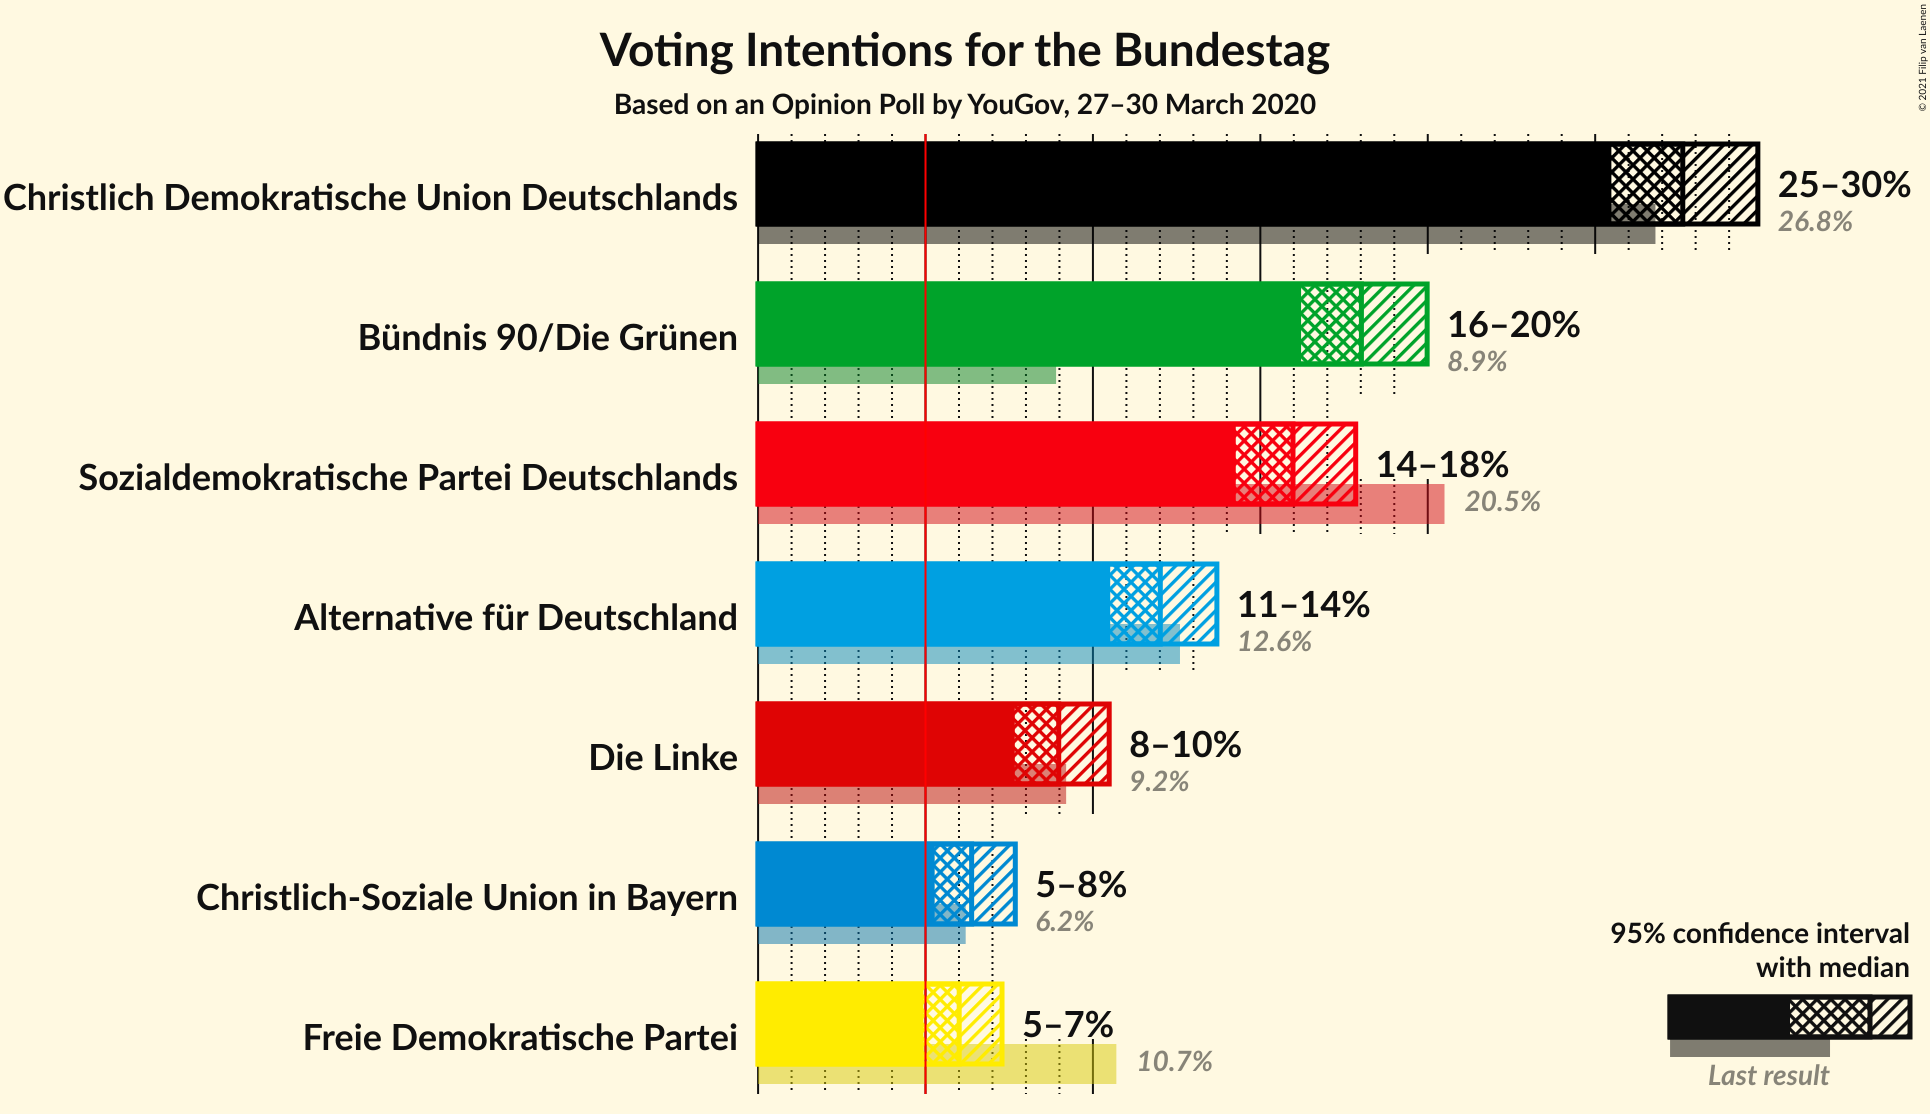 Voting Intentions for the Bundestag
Based on an Opinion Poll by YouGov, 27–30 March 2020
© 2021 Filip van Laenen
Christlich Demokratische Union Deutschlands
25–30%
26.8%
Bündnis 90/Die Grünen
16–20%
8.9%
Sozialdemokratische Partei Deutschlands
14–18%
20.5%
Alternative für Deutschland
11–14%
12.6%
Die Linke
8–10%
9.2%
Christlich-Soziale Union in Bayern
5–8%
6.2%
Freie Demokratische Partei
5–7%
10.7%
95% confidence interval
with median
Last result